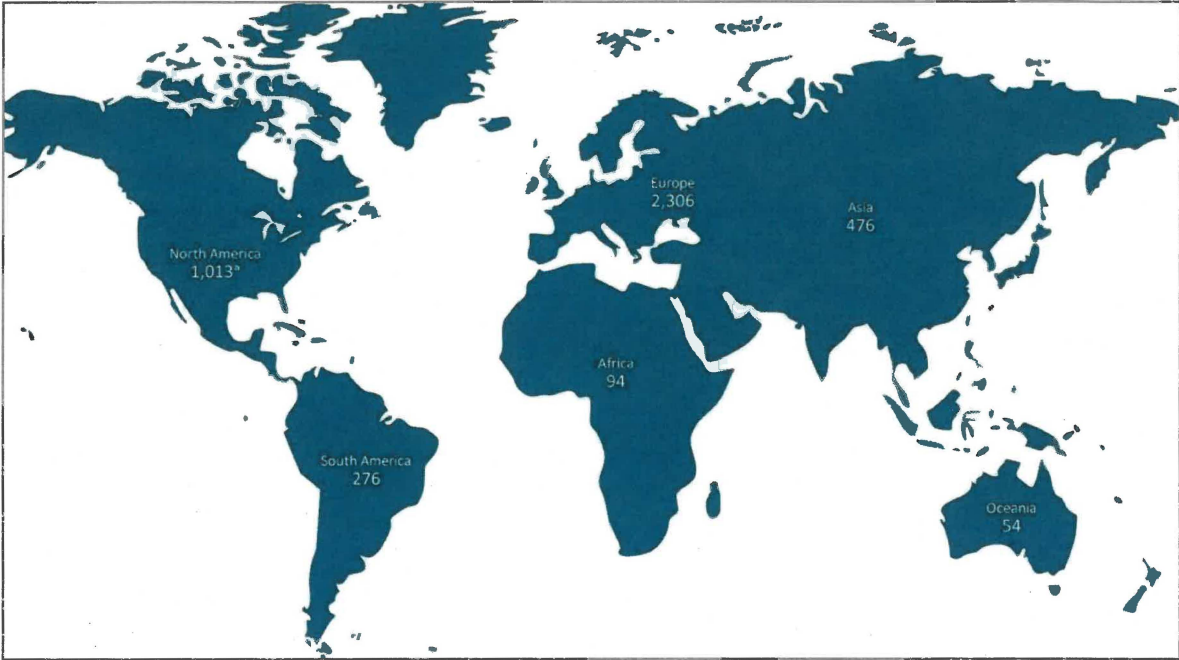 Europe
2,306
Asia
476
North America
1,013ᵃ
Africa
94
South America
276
Oceania
54